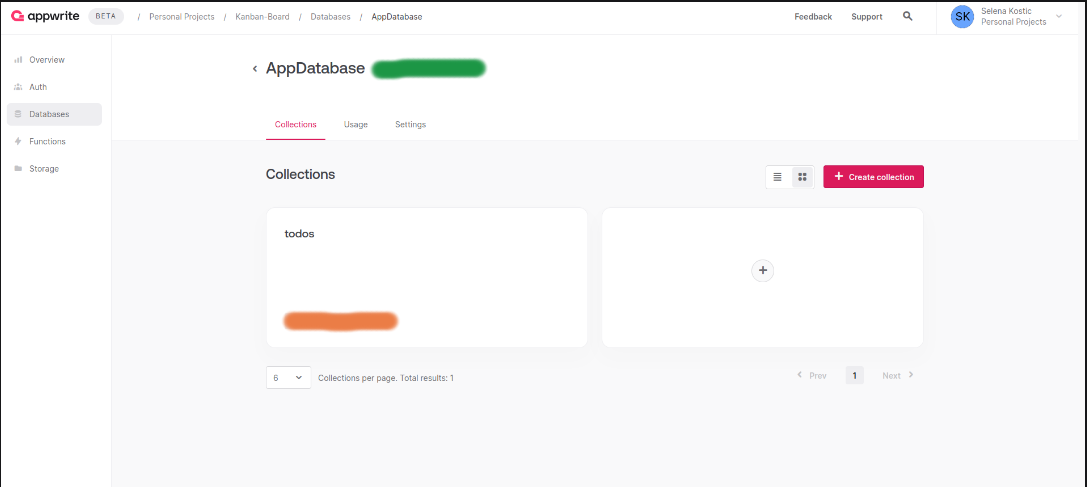 appwrite BETA / Personal Projects / Kanban-Board / Databases / AppDatabase Feedback Support SK Selena Kostic
Personal Projects
Overview
Auth
Databases
Functions
Storage
AppDatabase
Collections Usage Settings
Collections
+ Create collection
todos
+
6 Collections per page. Total results: 1
< Prev 1 Next >